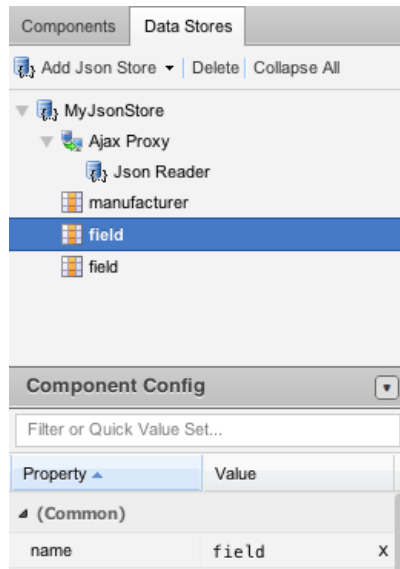 Components Data Stores
Add Json Store Delete Collapse All
MyJsonStore
Ajax Proxy
Json Reader
manufacturer
field
field
Component Config
Filter or Quick Value Set...
Property Value
(Common)
name field x